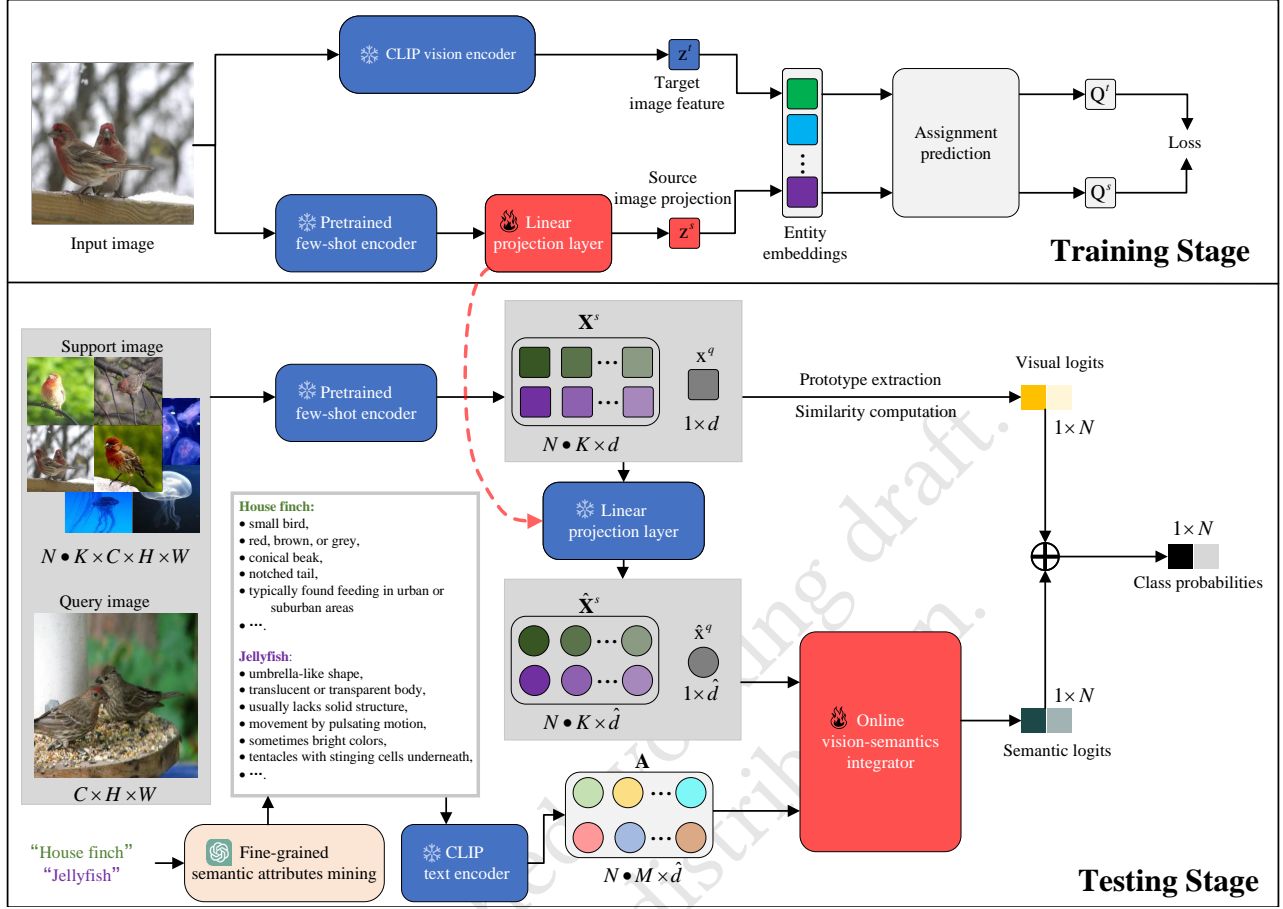 CLIP vision encoder
z^t
Target
image feature
Input image
Pretrained
few-shot encoder
Linear
projection layer
Source
image projection
z^s
Entity
embeddings
Assignment
prediction
Q^t
Loss
Q^s
Training Stage
Support image
N • K × C × H × W
Query image
C × H × W
Pretrained
few-shot encoder
X^s
N • K × d
x^q
1 × d
Prototype extraction
Similarity computation
Visual logits
1 × N
Linear
projection layer
House finch:
• small bird,
• red, brown, or grey,
• conical beak,
• notched tail,
• typically found feeding in urban or
suburban areas
• ….
Jellyfish:
• umbrella-like shape,
• translucent or transparent body,
• usually lacks solid structure,
• movement by pulsating motion,
• sometimes bright colors,
• tentacles with stinging cells underneath,
• ….
X̂^s
N • K × d̂
x̂^q
1 × d̂
Online
vision-semantics
integrator
1 × N
Semantic logits
1 × N
Class probabilities
“House finch”
“Jellyfish”
Fine-grained
semantic attributes mining
CLIP
text encoder
A
N • M × d̂
Testing Stage